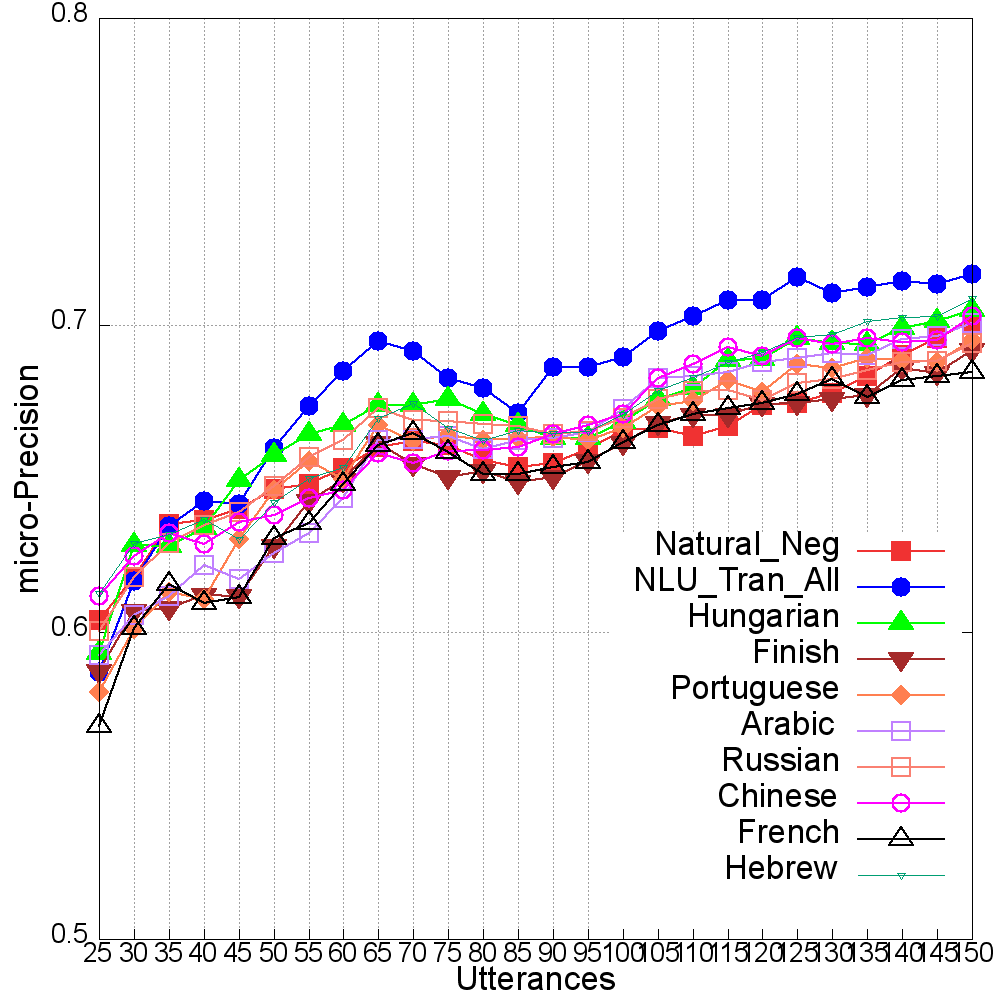 0.8
0.7
0.6
0.5
micro-Precision
25 30 35 40 45 50 55 60 65 70 75 80 85 90 95 100 105 110 115 120 125 130 135 140 145 150
Utterances
Natural_Neg
NLU_Tran_All
Hungarian
Finish
Portuguese
Arabic
Russian
Chinese
French
Hebrew